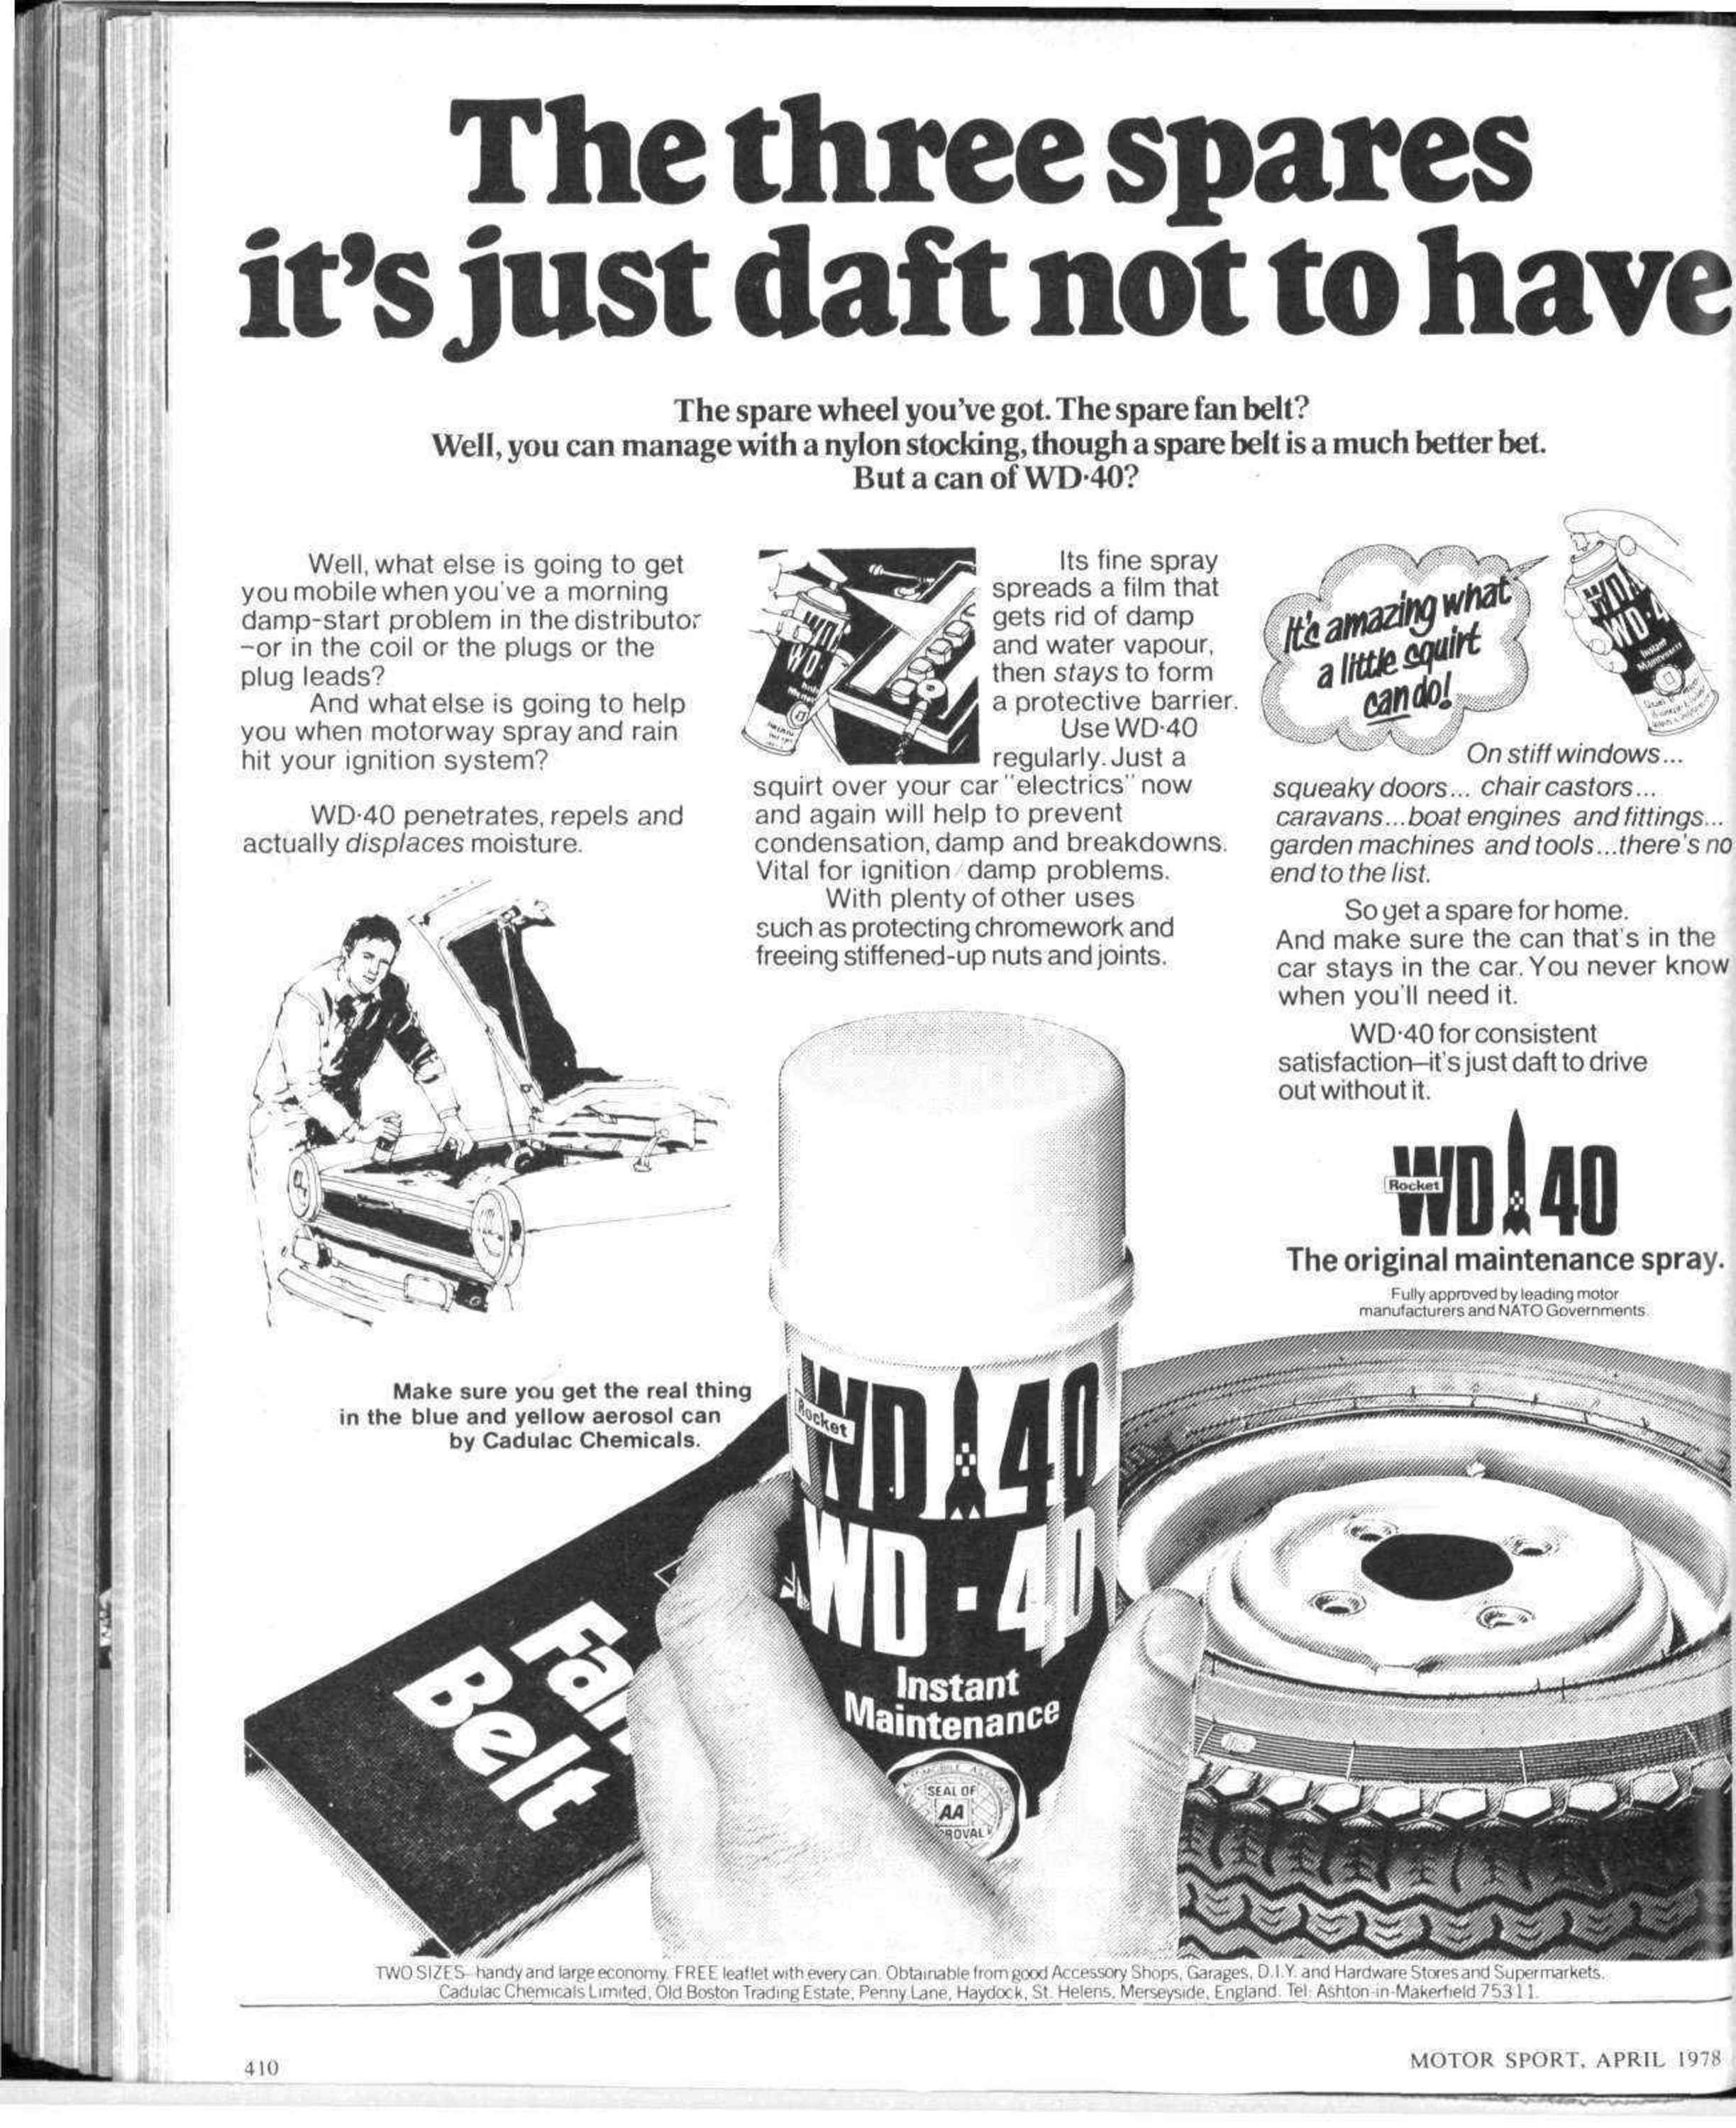 The three spares
it's just daft not to have
The spare wheel you've got. The spare fan belt?
Well, you can manage with a nylon stocking, though a spare belt is a much better bet.
But a can of WD·40?
Well, what else is going to get
you mobile when you've a morning
damp-start problem in the distributor
–or in the coil or the plugs or the
plug leads?
And what else is going to help
you when motorway spray and rain
hit your ignition system?
WD·40 penetrates, repels and
actually displaces moisture.
Its fine spray
spreads a film that
gets rid of damp
and water vapour,
then stays to form
a protective barrier.
Use WD·40
regularly. Just a
squirt over your car "electrics" now
and again will help to prevent
condensation, damp and breakdowns.
Vital for ignition/damp problems.
With plenty of other uses
such as protecting chromework and
freeing stiffened-up nuts and joints.
It's amazing what
a little squirt
can do!
On stiff windows...
squeaky doors... chair castors...
caravans...boat engines and fittings...
garden machines and tools...there's no
end to the list.
So get a spare for home.
And make sure the can that's in the
car stays in the car. You never know
when you'll need it.
WD·40 for consistent
satisfaction–it's just daft to drive
out without it.
WD 40
Rocket
The original maintenance spray.
Fully approved by leading motor
manufacturers and NATO Governments.
Make sure you get the real thing
in the blue and yellow aerosol can
by Cadulac Chemicals.
WD 40
Rocket
WD-40
Instant
Maintenance
SEAL OF
AA
Fan
Belt
TWO SIZES–handy and large economy. FREE leaflet with every can. Obtainable from good Accessory Shops, Garages, D.I.Y. and Hardware Stores and Supermarkets.
Cadulac Chemicals Limited, Old Boston Trading Estate, Penny Lane, Haydock, St. Helens, Merseyside, England. Tel: Ashton-in-Makerfield 75311.
410
MOTOR SPORT, APRIL 1978